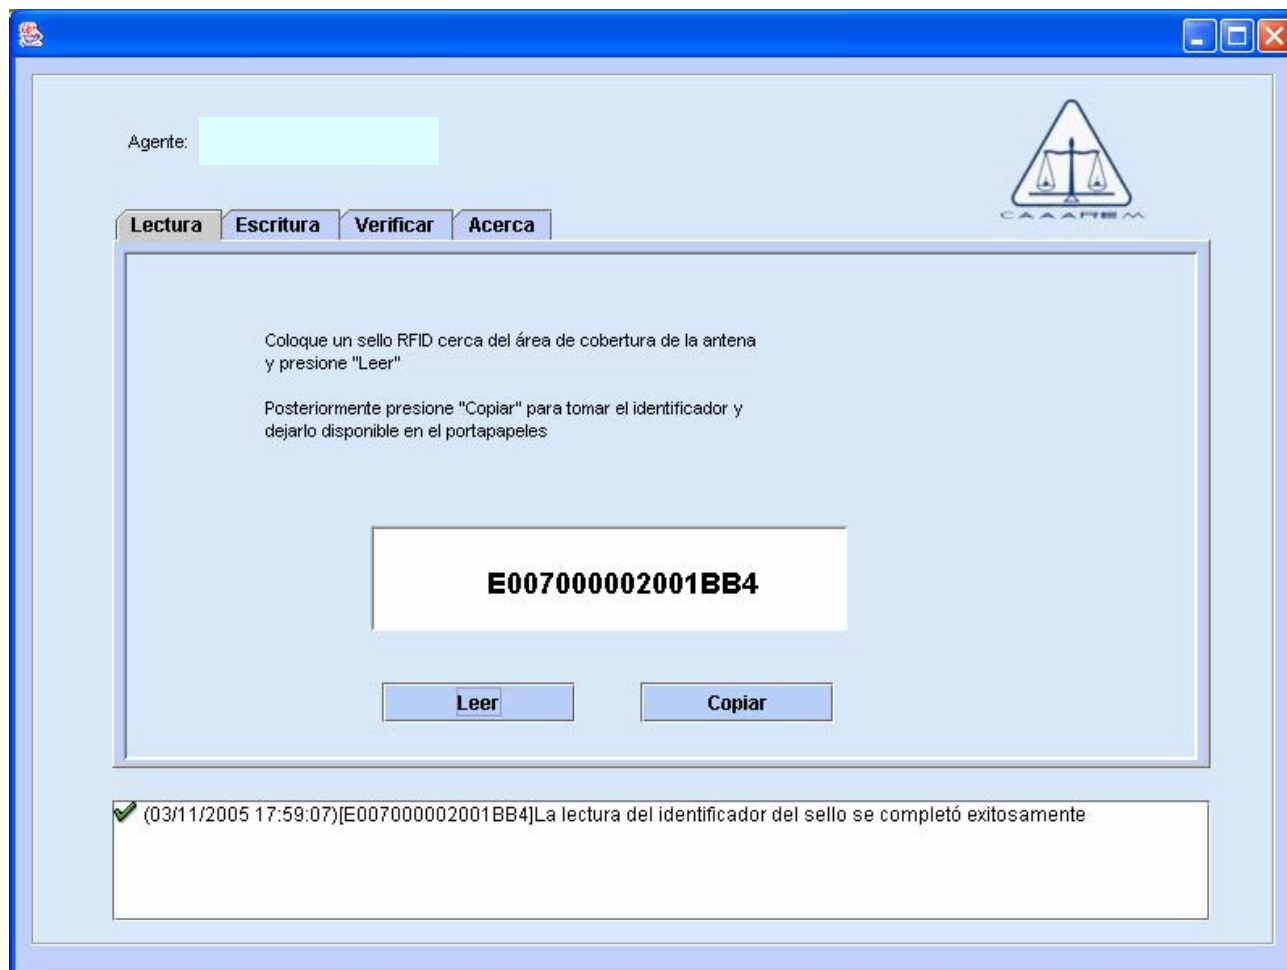 Agente:
CAAAREM
Lectura Escritura Verificar Acerca
Coloque un sello RFID cerca del área de cobertura de la antena
y presione "Leer"
Posteriormente presione "Copiar" para tomar el identificador y
dejarlo disponible en el portapapeles
E007000002001BB4
Leer Copiar
(03/11/2005 17:59:07)[E007000002001BB4]La lectura del identificador del sello se completó exitosamente